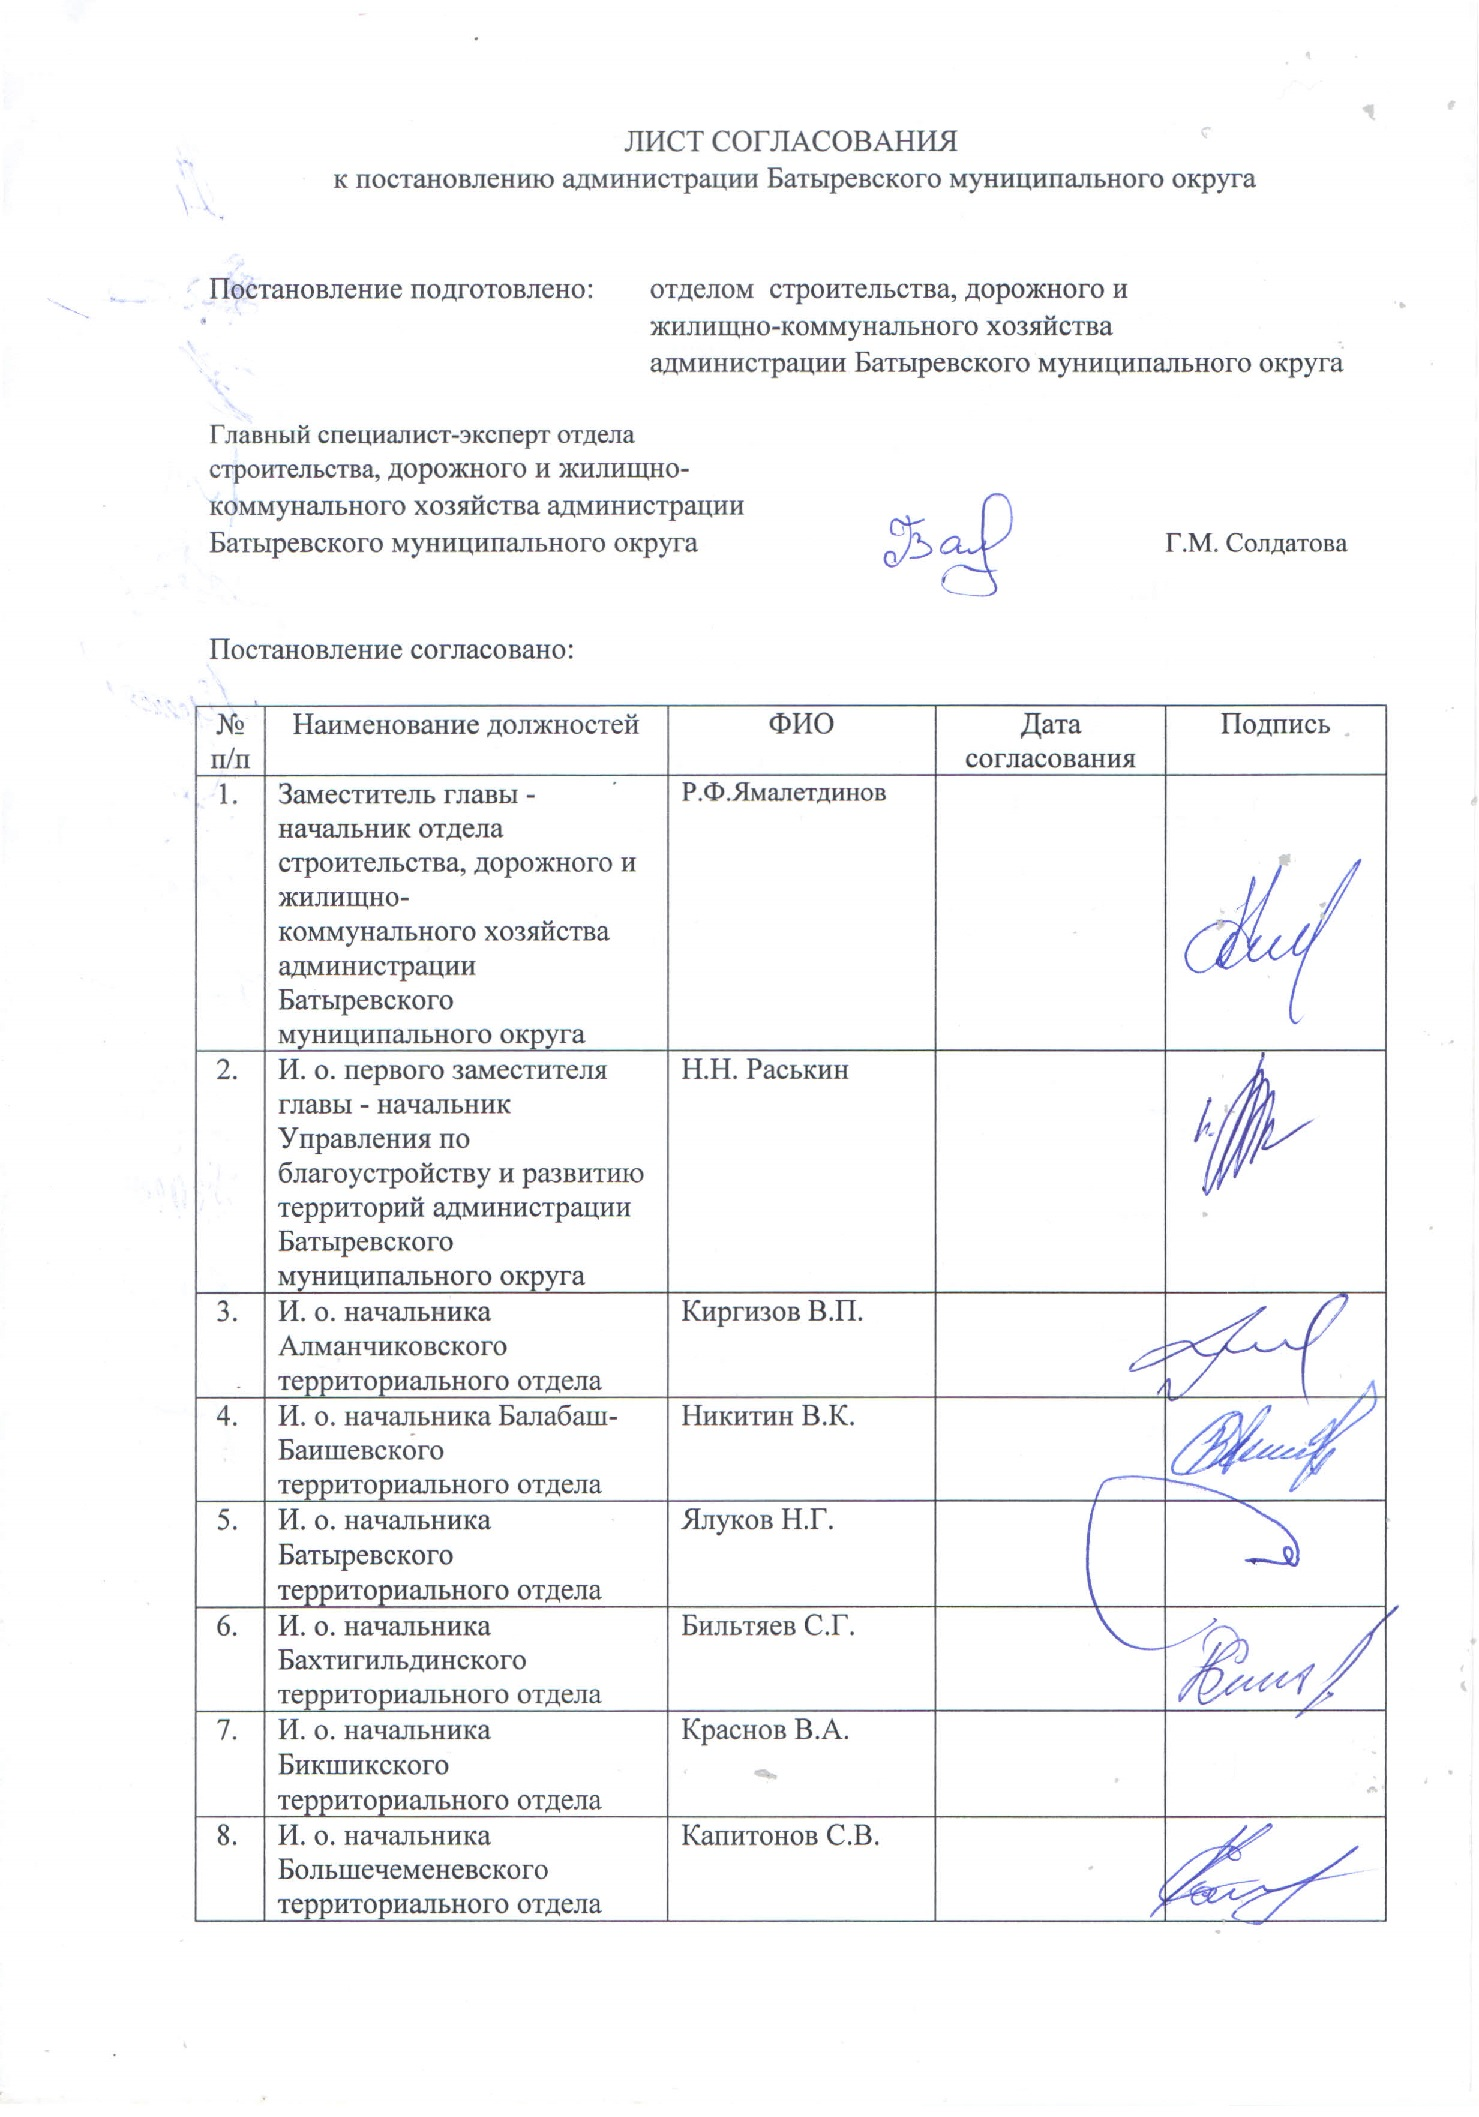 ЛИСТ СОГЛАСОВАНИЯ
к постановлению администрации Батыревского муниципального округа
Постановление подготовлено: отделом строительства, дорожного и
жилищно-коммунального хозяйства
администрации Батыревского муниципального округа
Главный специалист-эксперт отдела
строительства, дорожного и жилищно-
коммунального хозяйства администрации
Батыревского муниципального округа Г.М. Солдатова
Постановление согласовано:
№ п/п Наименование должностей ФИО Дата согласования Подпись
1. Заместитель главы - Р.Ф.Ямалетдинов
начальник отдела
строительства, дорожного и
жилищно-
коммунального хозяйства
администрации
Батыревского
муниципального округа
2. И. о. первого заместителя Н.Н. Раськин
главы - начальник
Управления по
благоустройству и развитию
территорий администрации
Батыревского
муниципального округа
3. И. о. начальника Киргизов В.П.
Алманчиковского
территориального отдела
4. И. о. начальника Балабаш- Никитин В.К.
Баишевского
территориального отдела
5. И. о. начальника Ялуков Н.Г.
Батыревского
территориального отдела
6. И. о. начальника Бильтяев С.Г.
Бахтигильдинского
территориального отдела
7. И. о. начальника Краснов В.А.
Бикшикского
территориального отдела
8. И. о. начальника Капитонов С.В.
Большечеменевского
территориального отдела